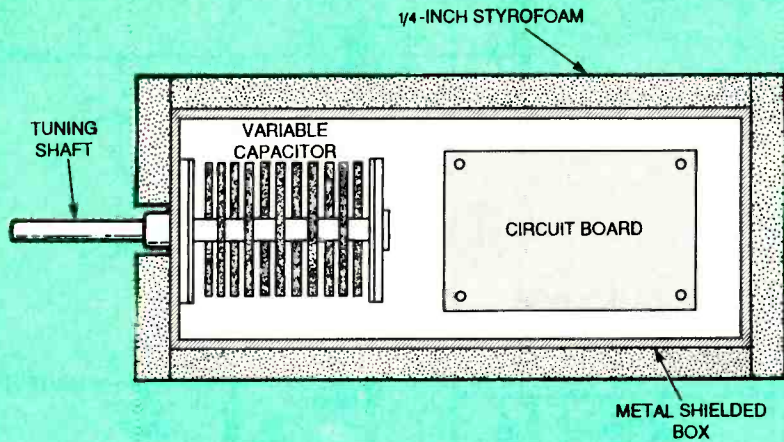 1/4-INCH STYROFOAM
TUNING
SHAFT
VARIABLE
CAPACITOR
CIRCUIT BOARD
METAL SHIELDED
BOX